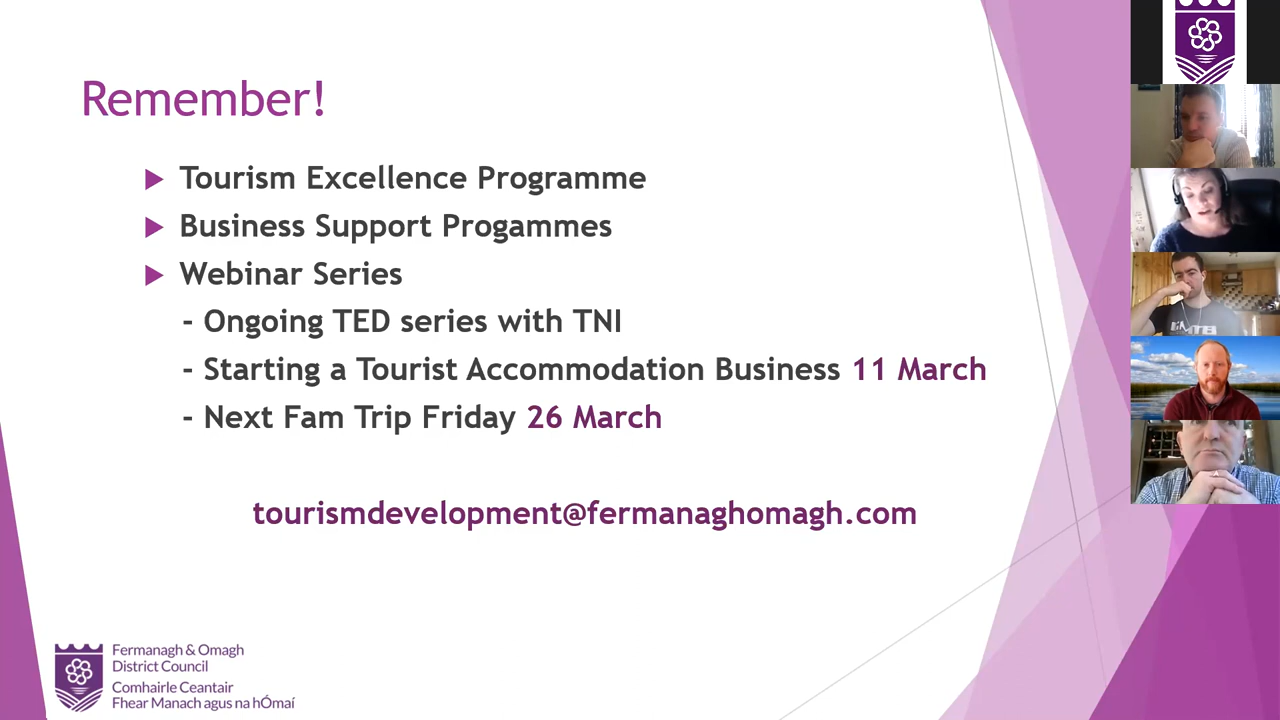 Remember!
Tourism Excellence Programme
Business Support Progammes
Webinar Series
- Ongoing TED series with TNI
- Starting a Tourist Accommodation Business 11 March
- Next Fam Trip Friday 26 March
tourismdevelopment@fermanaghomagh.com
Fermanagh & Omagh
District Council
Comhairle Ceantair
Fhear Manach agus na hÓmaí